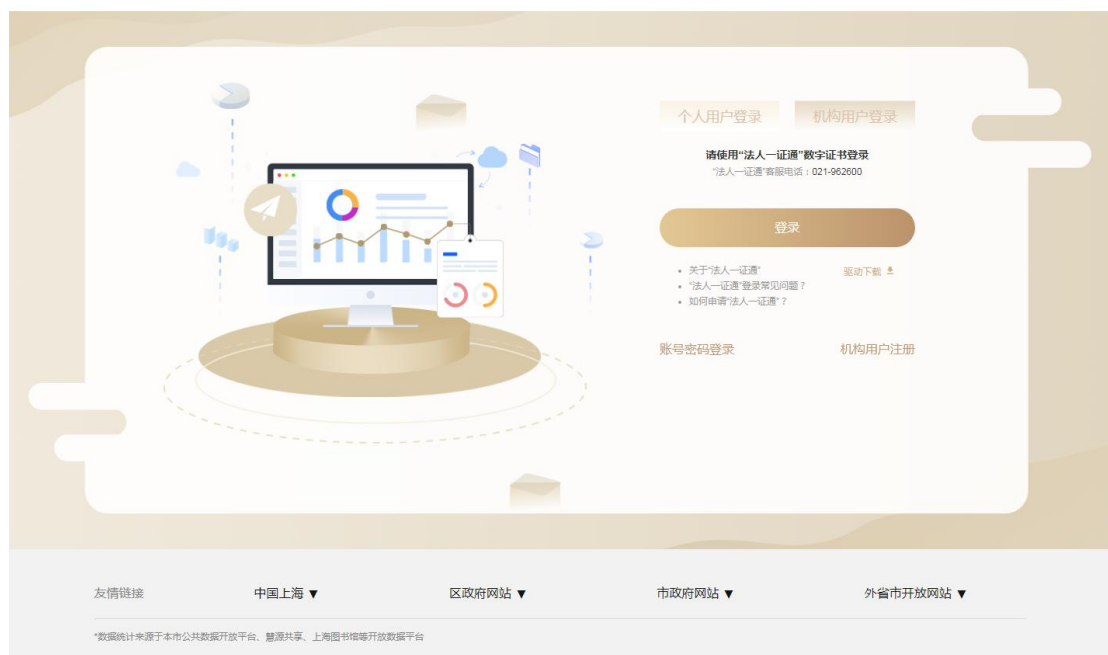 个人用户登录 机构用户登录
请使用“法人一证通”数字证书登录
“法人一证通”客服电话：021-962600
登录
• 关于“法人一证通” 驱动下载
• “法人一证通”登录常见问题？
• 如何申请“法人一证通”？
账号密码登录 机构用户注册
友情链接 中国上海 ▼ 区政府网站 ▼ 市政府网站 ▼ 外省市开放网站 ▼
*数据统计来源于本市公共数据开放平台、慧源共享、上海图书馆等开放数据平台